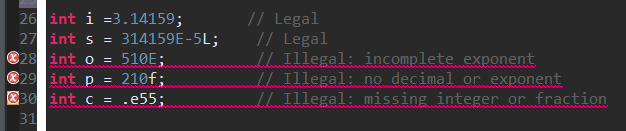 26 int i =3.14159; // Legal
27 int s = 314159E-5L; // Legal
28 int o = 510E; // Illegal: incomplete exponent
29 int p = 210f; // Illegal: no decimal or exponent
30 int c = .e55; // Illegal: missing integer or fraction
31